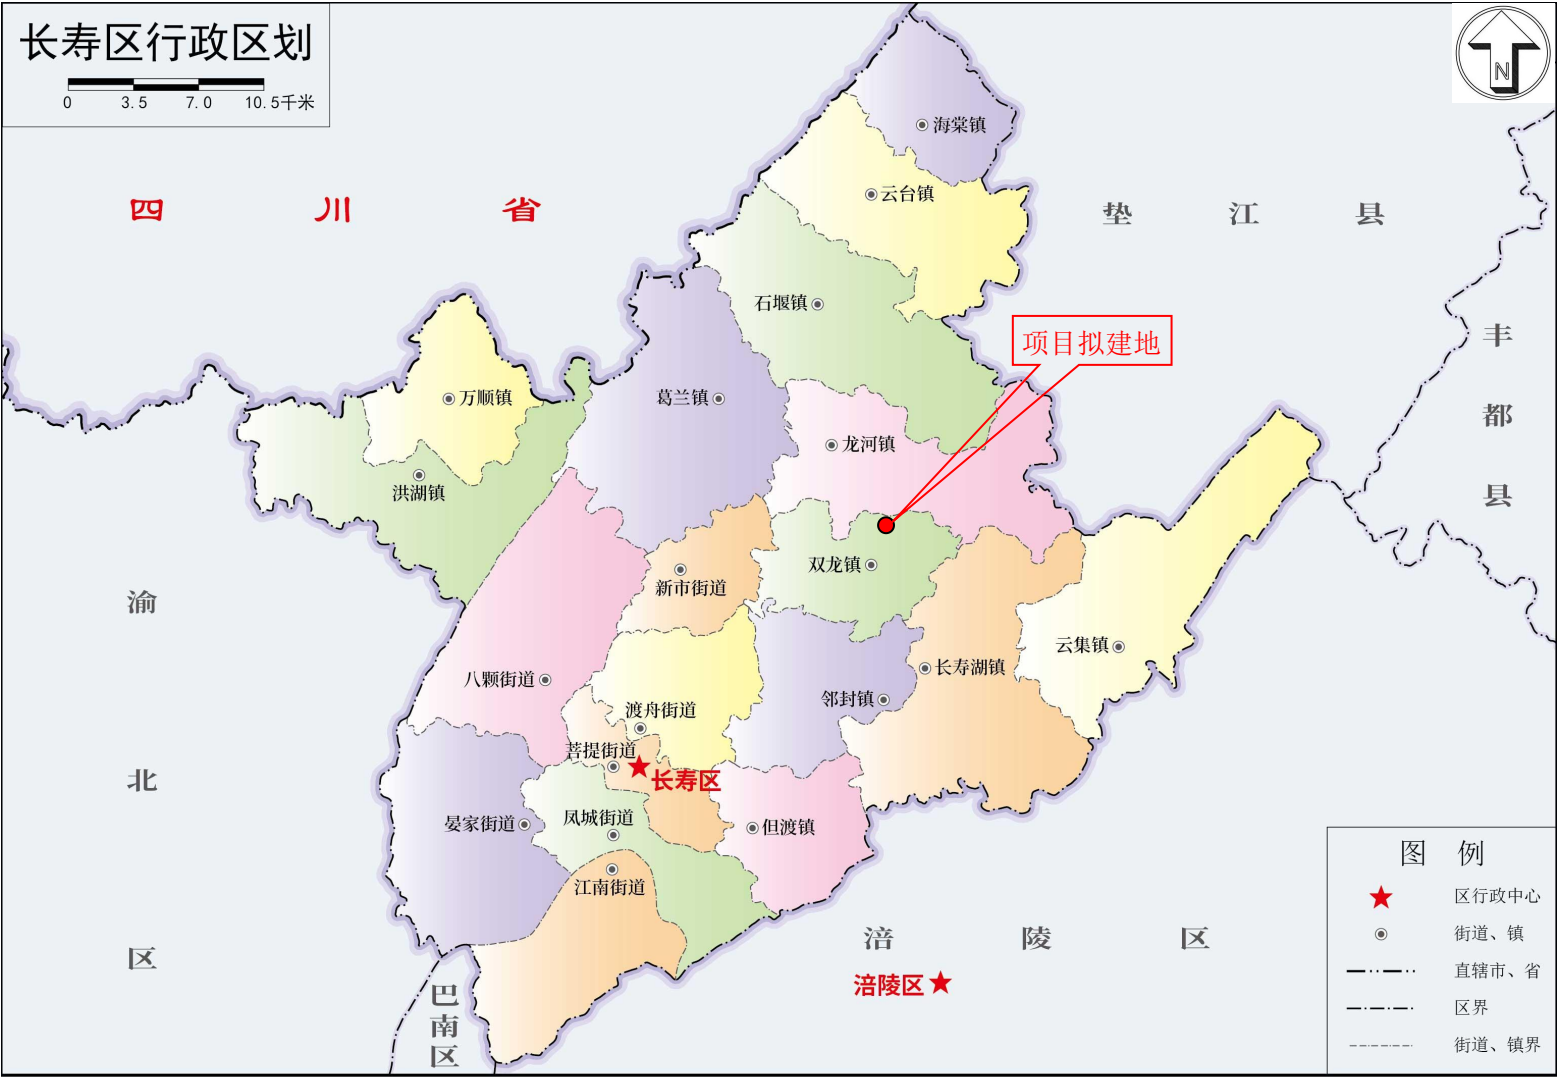 长寿区行政区划
0 3.5 7.0 10.5千米
N
海棠镇
云台镇
四川省
垫江县
石堰镇
项目拟建地
丰都县
万顺镇
葛兰镇
龙河镇
洪湖镇
双龙镇
新市街道
渝北区
云集镇
长寿湖镇
八颗街道
邻封镇
渡舟街道
菩提街道
长寿区
凤城街道
晏家街道
但渡镇
江南街道
涪陵区
涪陵区
巴南区
图例
区行政中心
街道、镇
直辖市、省
区界
街道、镇界